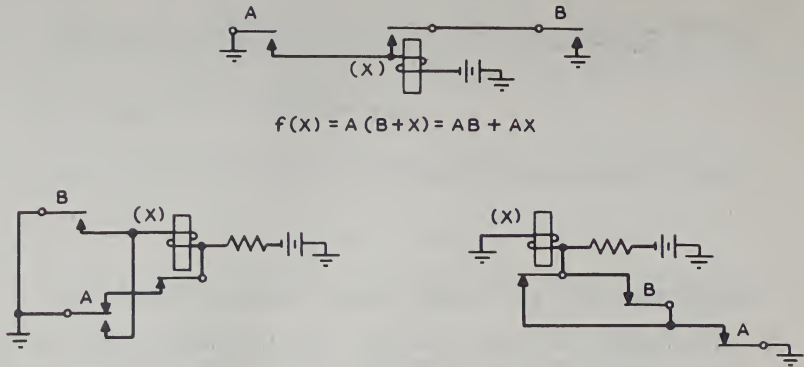 A
B
(X)
f(X) = A(B+X) = AB + AX
B
(X)
A
(X)
B
A